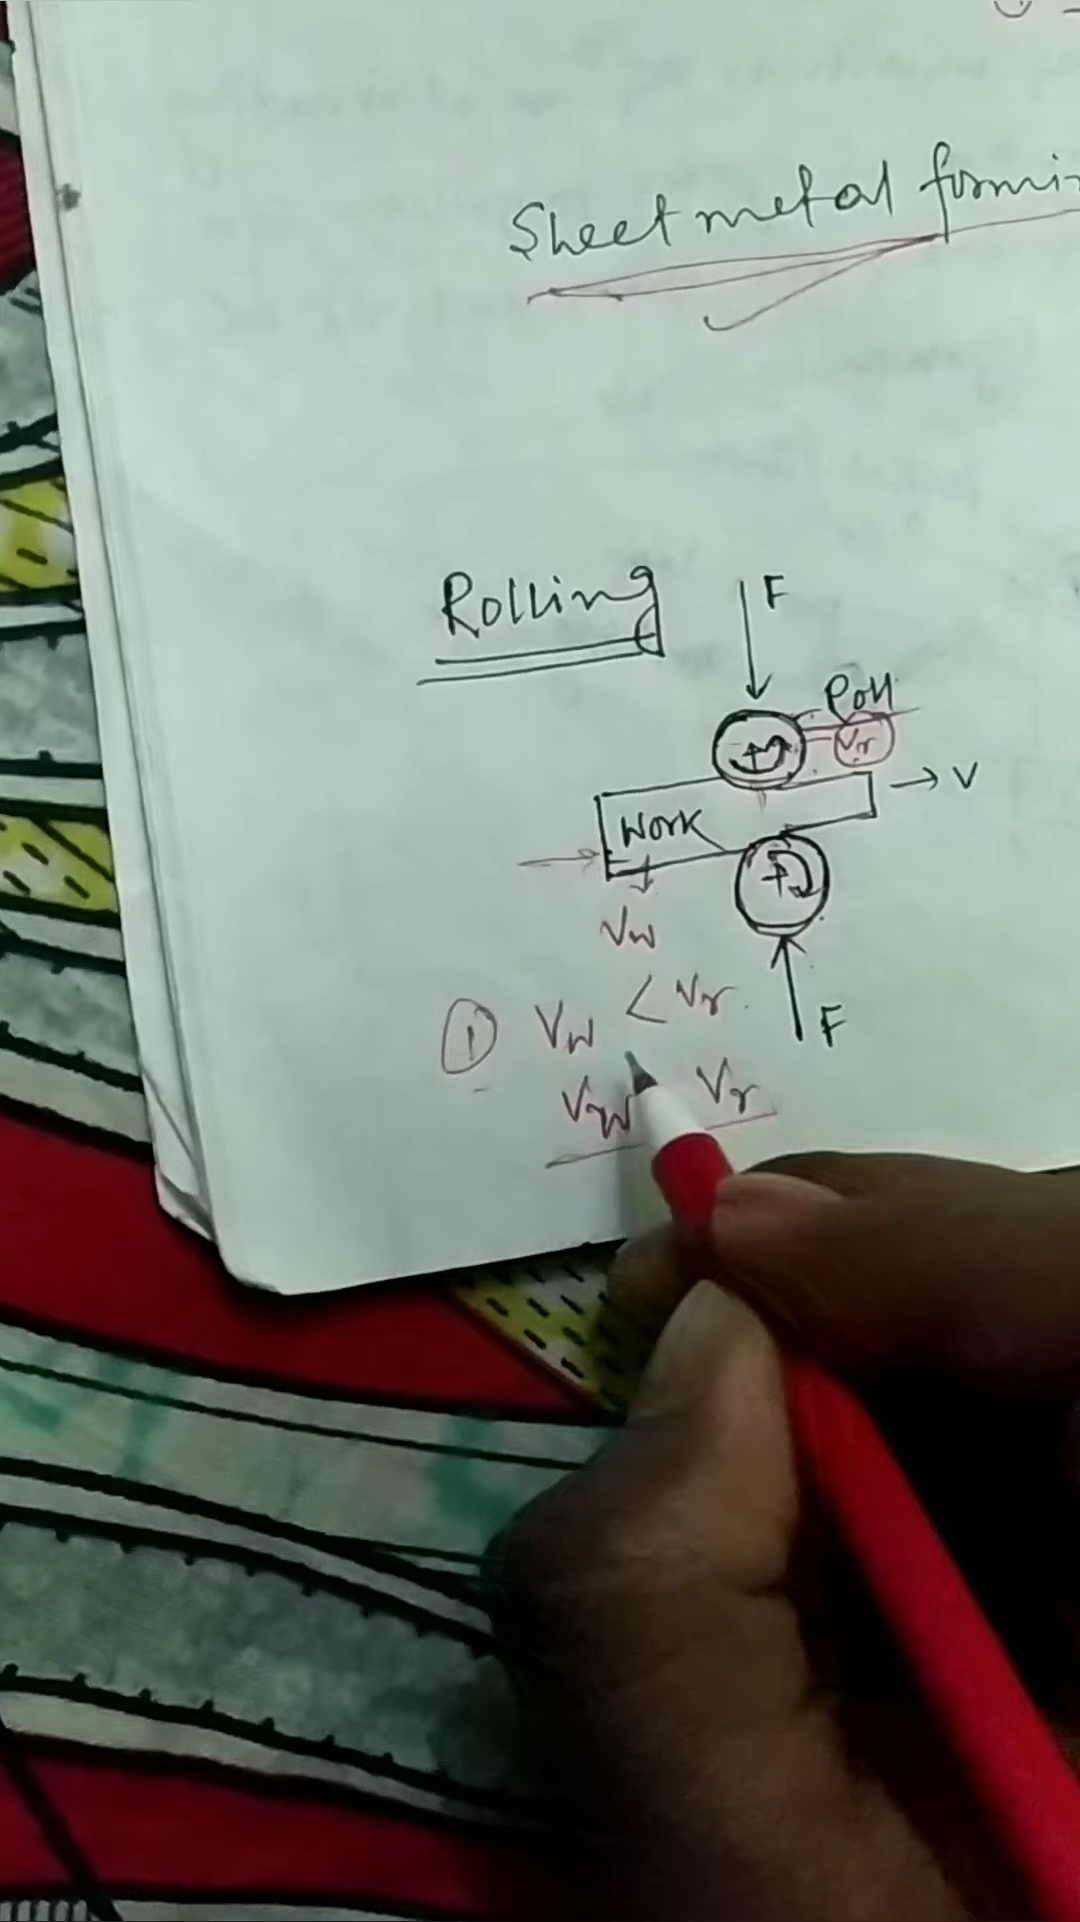 Sheet metal formi
Rolling
F
Roll
Vr
V
Work
Vw
① Vw < Vr
F
Vw Vr